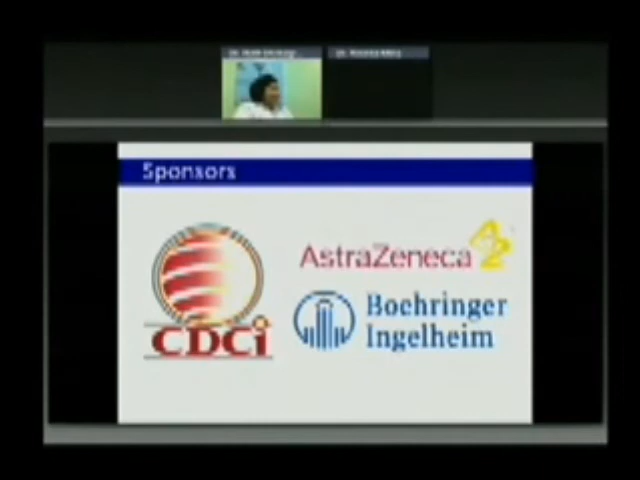 Sponsors
AstraZeneca
CDCi
Boehringer
Ingelheim